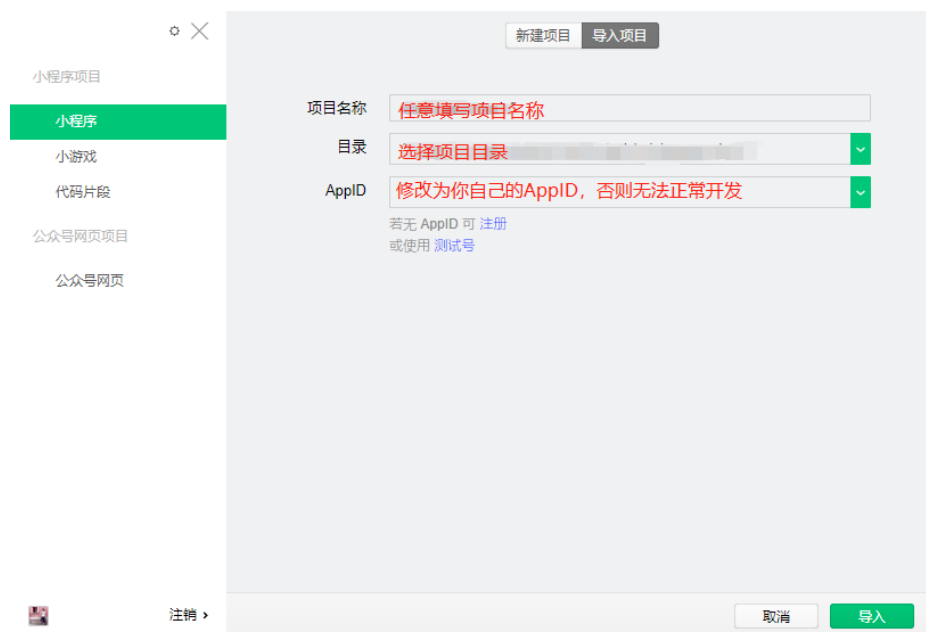 新建项目 导入项目
小程序项目
小程序
小游戏
代码片段
公众号网页项目
公众号网页
项目名称 任意填写项目名称
目录 选择项目目录
AppID 修改为你自己的AppID，否则无法正常开发
若无 AppID 可 注册
或使用 测试号
注销 ›
取消 导入